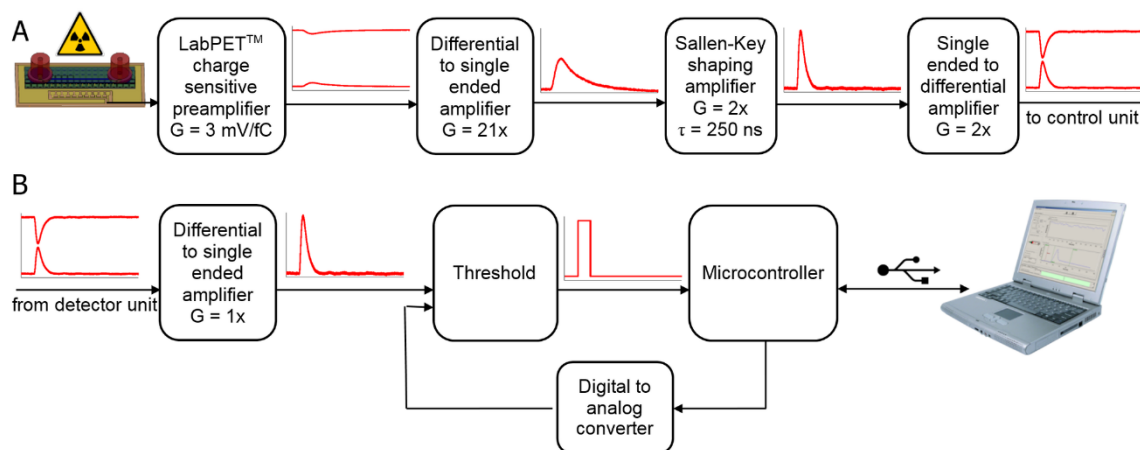 A
LabPET™
charge
sensitive
preamplifier
G = 3 mV/fC
Differential
to single
ended
amplifier
G = 21x
Sallen-Key
shaping
amplifier
G = 2x
τ = 250 ns
Single
ended to
differential
amplifier
G = 2x
to control unit
B
from detector unit
Differential
to single
ended
amplifier
G = 1x
Threshold
Microcontroller
Digital to
analog
converter